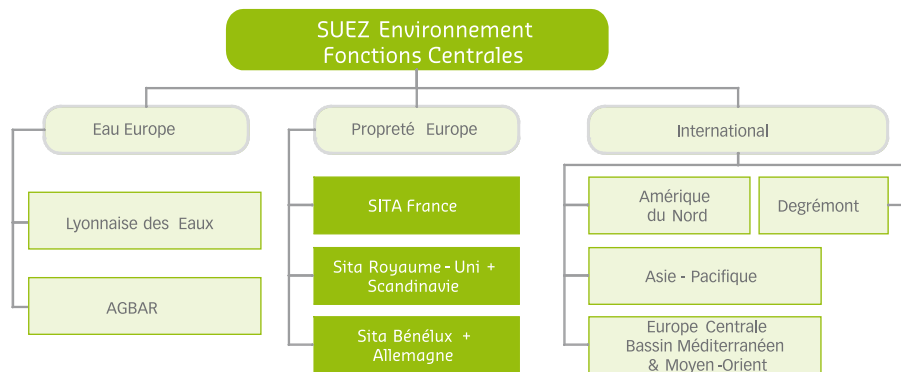 SUEZ Environnement
Fonctions Centrales
Eau Europe
Propreté Europe
International
Lyonnaise des Eaux
AGBAR
SITA France
Sita Royaume-Uni +
Scandinavie
Sita Bénélux +
Allemagne
Amérique
du Nord
Degrémont
Asie - Pacifique
Europe Centrale
Bassin Méditerranéen
& Moyen-Orient